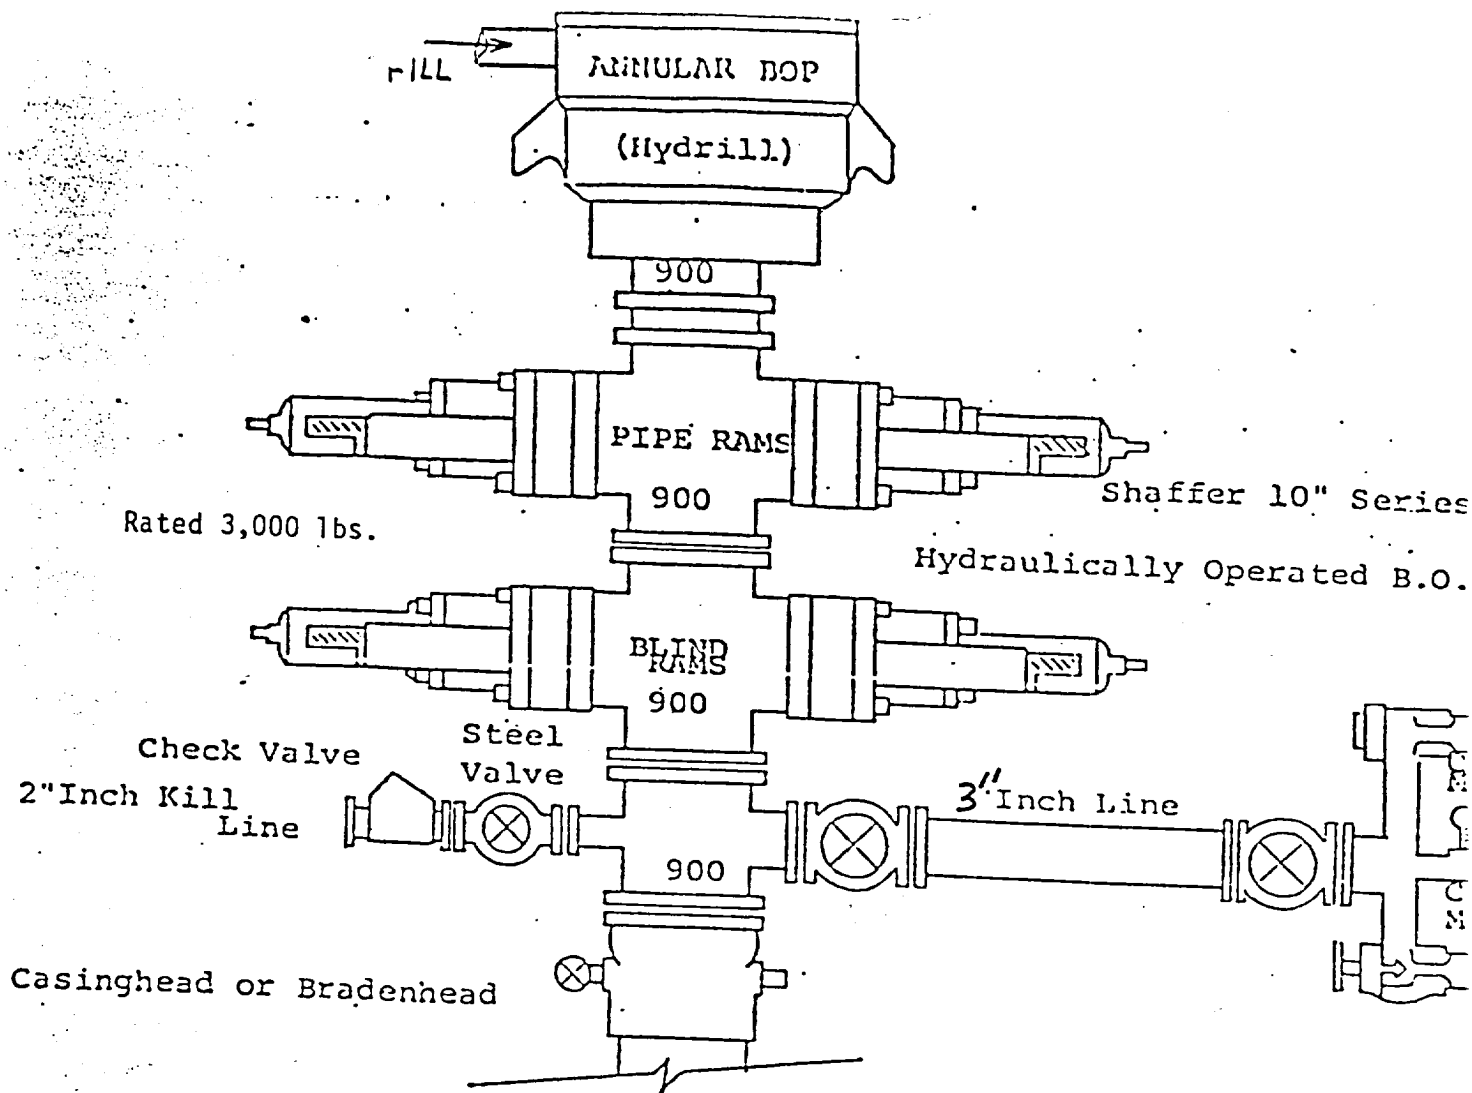 ANNULAR BOP
(Hydrill)
900
PIPE RAMS
900
Shaffer 10" Series
Rated 3,000 lbs.
Hydraulically Operated B.O.
BLIND
RAMS
900
Check Valve
Steel
Valve
2"Inch Kill
Line
3"Inch Line
900
Casinghead or Bradenhead